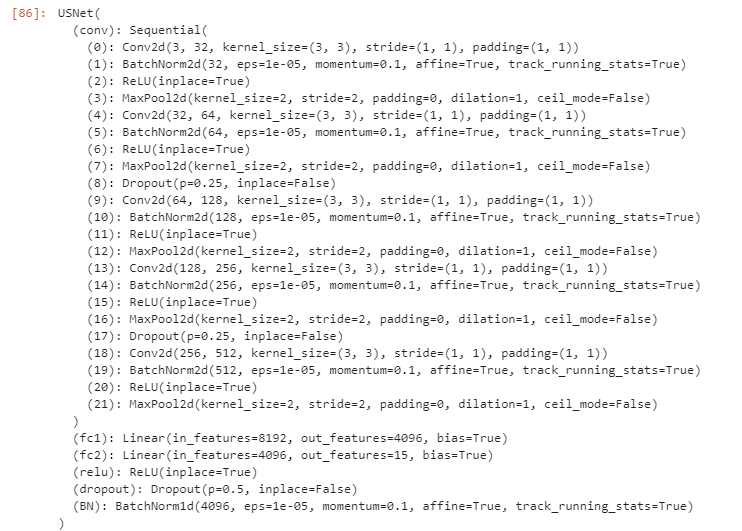 [86]: USNet(
(conv): Sequential(
(0): Conv2d(3, 32, kernel_size=(3, 3), stride=(1, 1), padding=(1, 1))
(1): BatchNorm2d(32, eps=1e-05, momentum=0.1, affine=True, track_running_stats=True)
(2): ReLU(inplace=True)
(3): MaxPool2d(kernel_size=2, stride=2, padding=0, dilation=1, ceil_mode=False)
(4): Conv2d(32, 64, kernel_size=(3, 3), stride=(1, 1), padding=(1, 1))
(5): BatchNorm2d(64, eps=1e-05, momentum=0.1, affine=True, track_running_stats=True)
(6): ReLU(inplace=True)
(7): MaxPool2d(kernel_size=2, stride=2, padding=0, dilation=1, ceil_mode=False)
(8): Dropout(p=0.25, inplace=False)
(9): Conv2d(64, 128, kernel_size=(3, 3), stride=(1, 1), padding=(1, 1))
(10): BatchNorm2d(128, eps=1e-05, momentum=0.1, affine=True, track_running_stats=True)
(11): ReLU(inplace=True)
(12): MaxPool2d(kernel_size=2, stride=2, padding=0, dilation=1, ceil_mode=False)
(13): Conv2d(128, 256, kernel_size=(3, 3), stride=(1, 1), padding=(1, 1))
(14): BatchNorm2d(256, eps=1e-05, momentum=0.1, affine=True, track_running_stats=True)
(15): ReLU(inplace=True)
(16): MaxPool2d(kernel_size=2, stride=2, padding=0, dilation=1, ceil_mode=False)
(17): Dropout(p=0.25, inplace=False)
(18): Conv2d(256, 512, kernel_size=(3, 3), stride=(1, 1), padding=(1, 1))
(19): BatchNorm2d(512, eps=1e-05, momentum=0.1, affine=True, track_running_stats=True)
(20): ReLU(inplace=True)
(21): MaxPool2d(kernel_size=2, stride=2, padding=0, dilation=1, ceil_mode=False)
)
(fc1): Linear(in_features=8192, out_features=4096, bias=True)
(fc2): Linear(in_features=4096, out_features=15, bias=True)
(relu): ReLU(inplace=True)
(dropout): Dropout(p=0.5, inplace=False)
(BN): BatchNorm1d(4096, eps=1e-05, momentum=0.1, affine=True, track_running_stats=True)
)